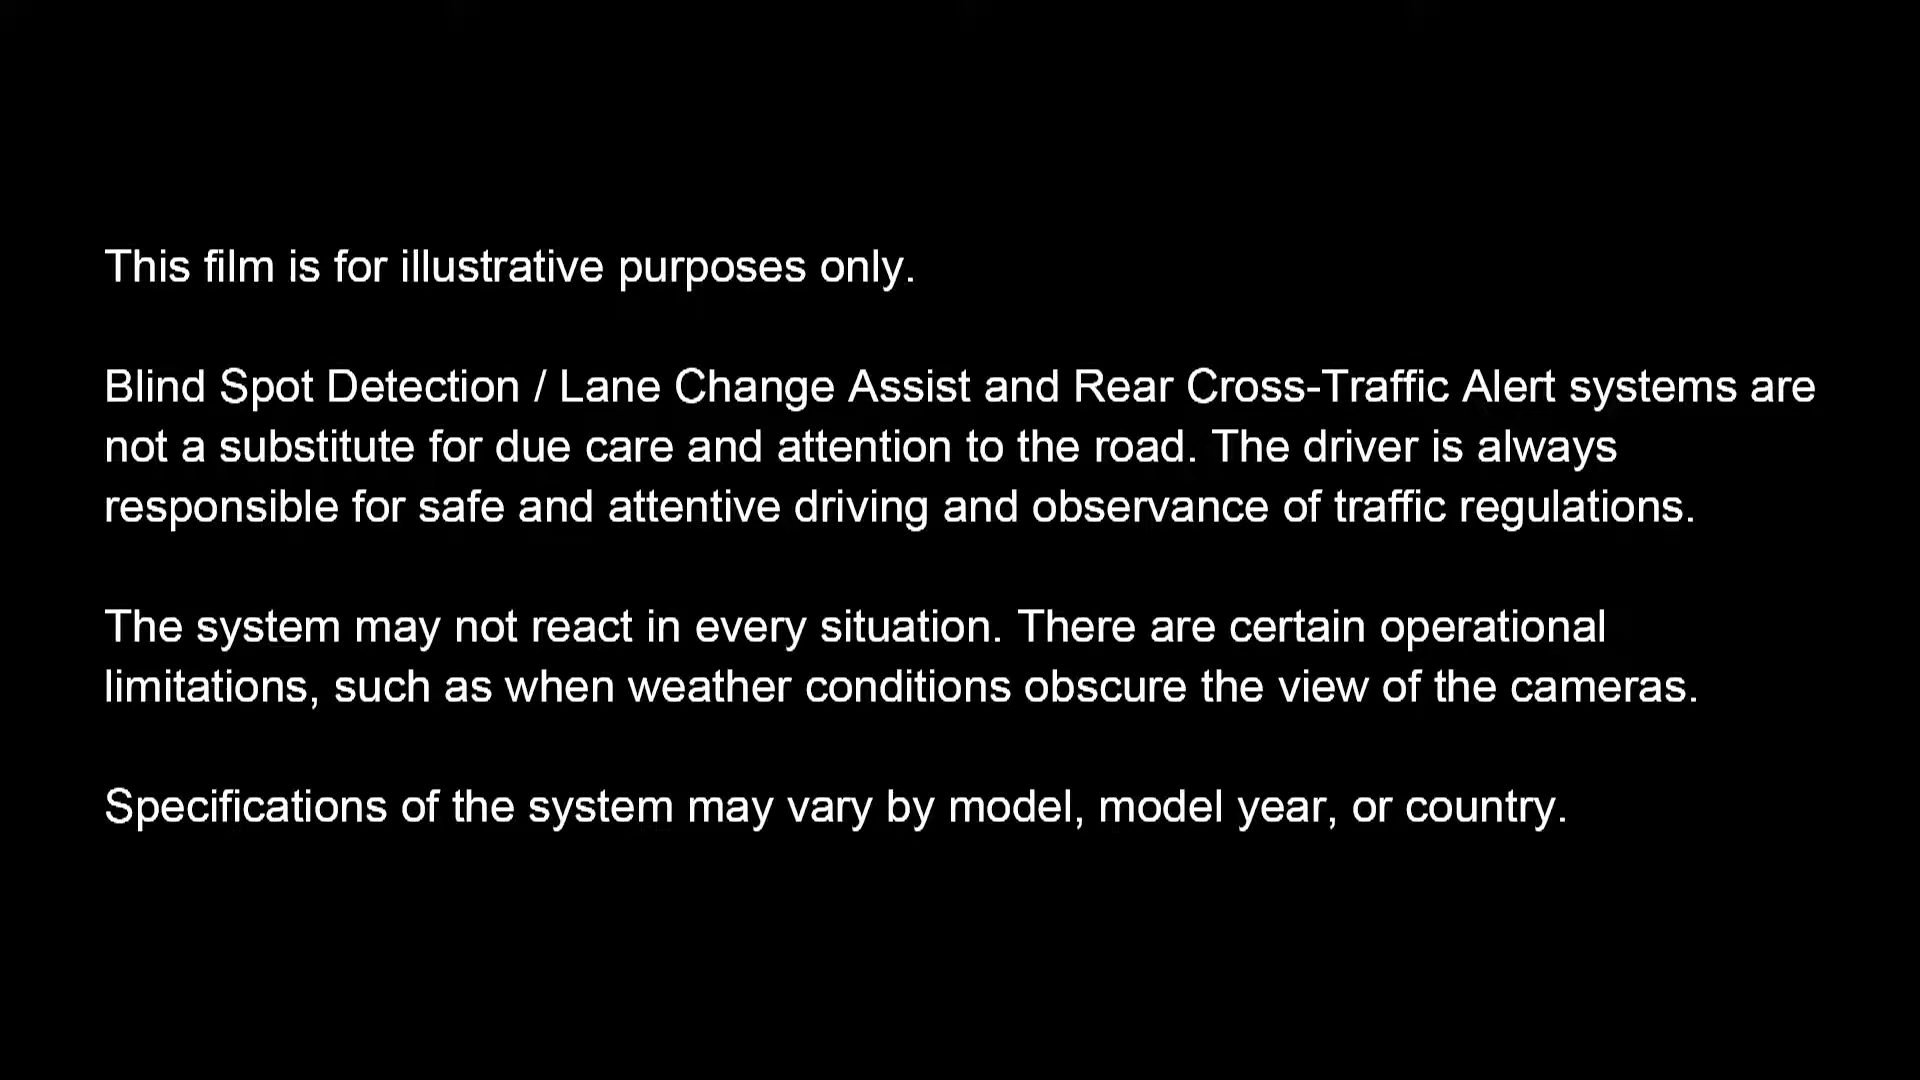 This film is for illustrative purposes only.
Blind Spot Detection / Lane Change Assist and Rear Cross-Traffic Alert systems are
not a substitute for due care and attention to the road. The driver is always
responsible for safe and attentive driving and observance of traffic regulations.
The system may not react in every situation. There are certain operational
limitations, such as when weather conditions obscure the view of the cameras.
Specifications of the system may vary by model, model year, or country.